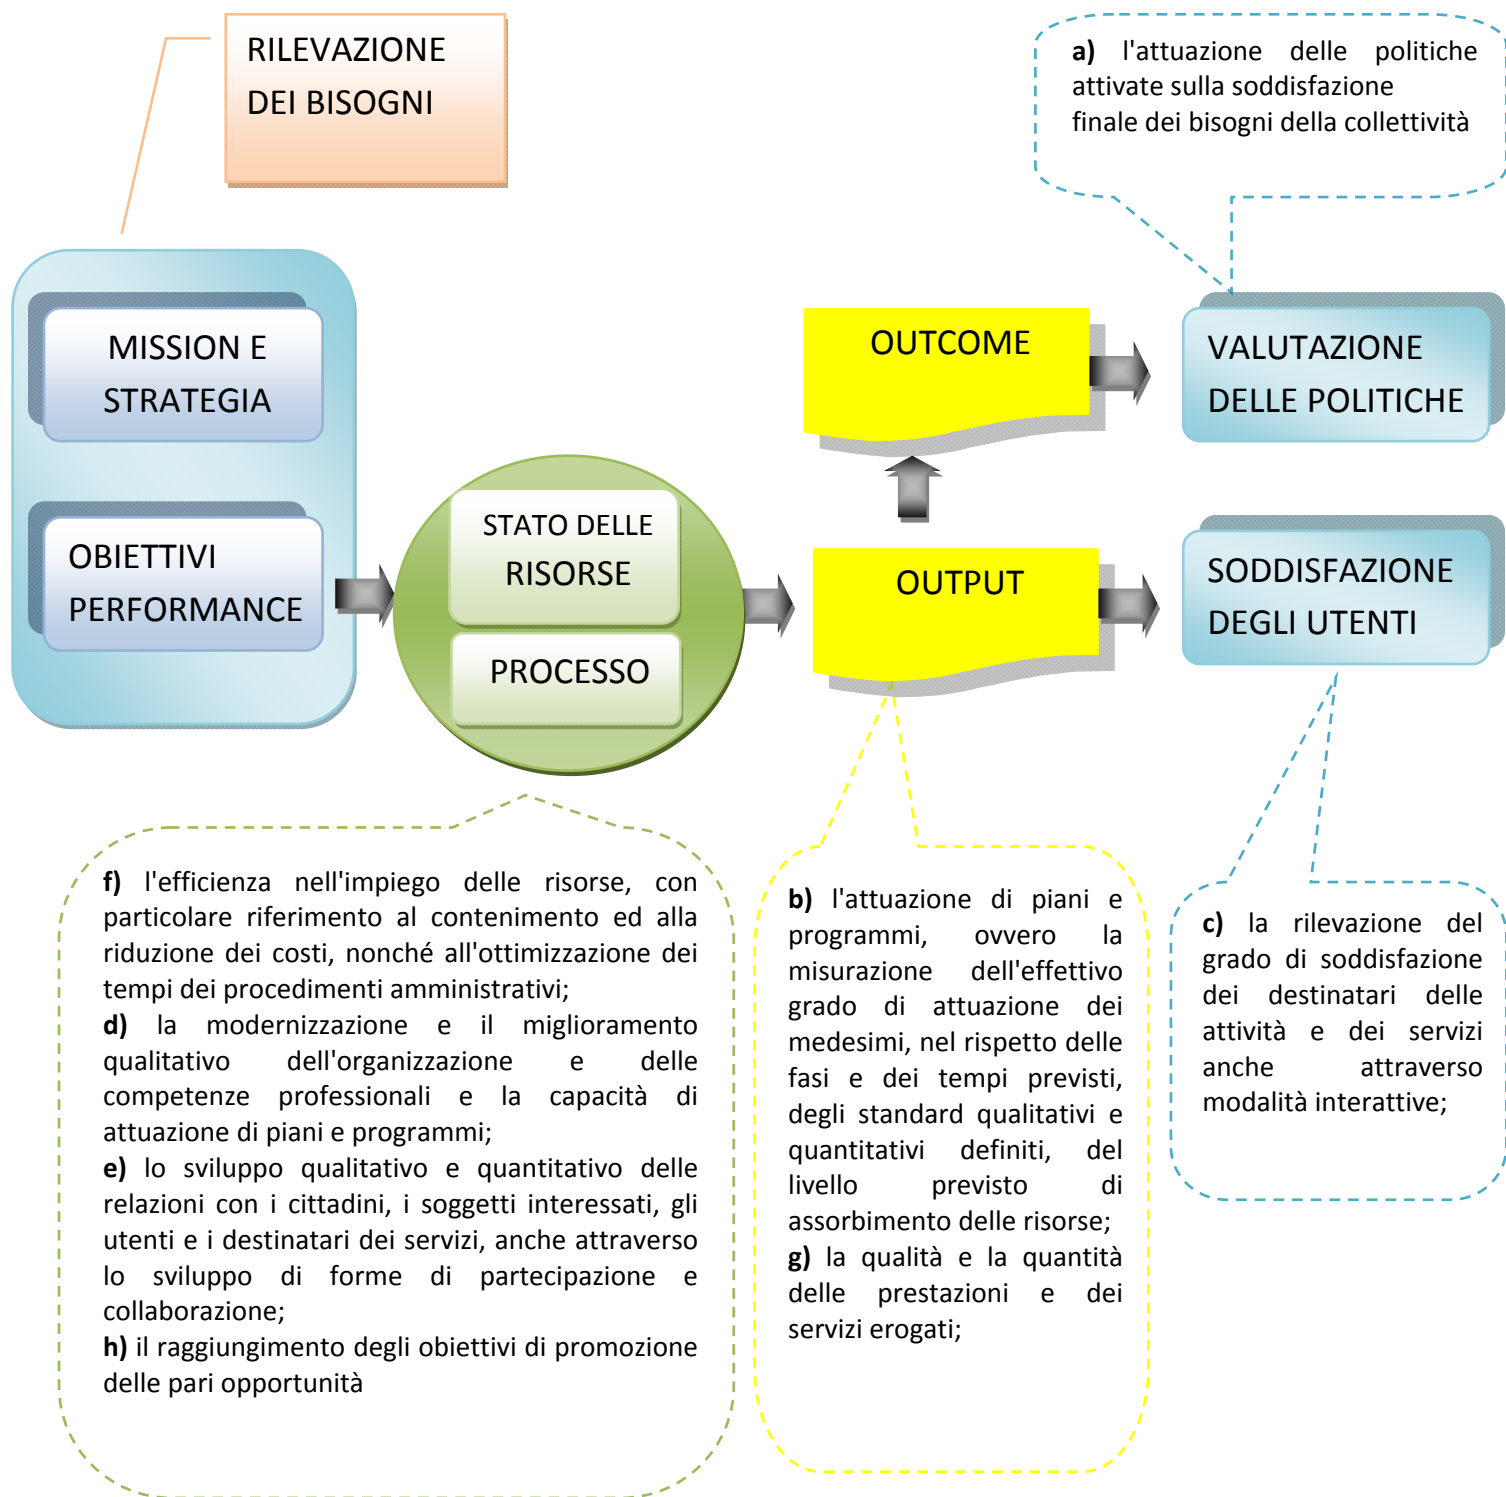 RILEVAZIONE
DEI BISOGNI
a) l'attuazione delle politiche
attivate sulla soddisfazione
finale dei bisogni della collettività
MISSION E
STRATEGIA
OUTCOME
VALUTAZIONE
DELLE POLITICHE
OBIETTIVI
PERFORMANCE
STATO DELLE
RISORSE
PROCESSO
OUTPUT
SODDISFAZIONE
DEGLI UTENTI
f) l'efficienza nell'impiego delle risorse, con
particolare riferimento al contenimento ed alla
riduzione dei costi, nonché all'ottimizzazione dei
tempi dei procedimenti amministrativi;
d) la modernizzazione e il miglioramento
qualitativo dell'organizzazione e delle
competenze professionali e la capacità di
attuazione di piani e programmi;
e) lo sviluppo qualitativo e quantitativo delle
relazioni con i cittadini, i soggetti interessati, gli
utenti e i destinatari dei servizi, anche attraverso
lo sviluppo di forme di partecipazione e
collaborazione;
h) il raggiungimento degli obiettivi di promozione
delle pari opportunità
b) l'attuazione di piani e
programmi, ovvero la
misurazione dell'effettivo
grado di attuazione dei
medesimi, nel rispetto delle
fasi e dei tempi previsti,
degli standard qualitativi e
quantitativi definiti, del
livello previsto di
assorbimento delle risorse;
g) la qualità e la quantità
delle prestazioni e dei
servizi erogati;
c) la rilevazione del
grado di soddisfazione
dei destinatari delle
attività e dei servizi
anche attraverso
modalità interattive;